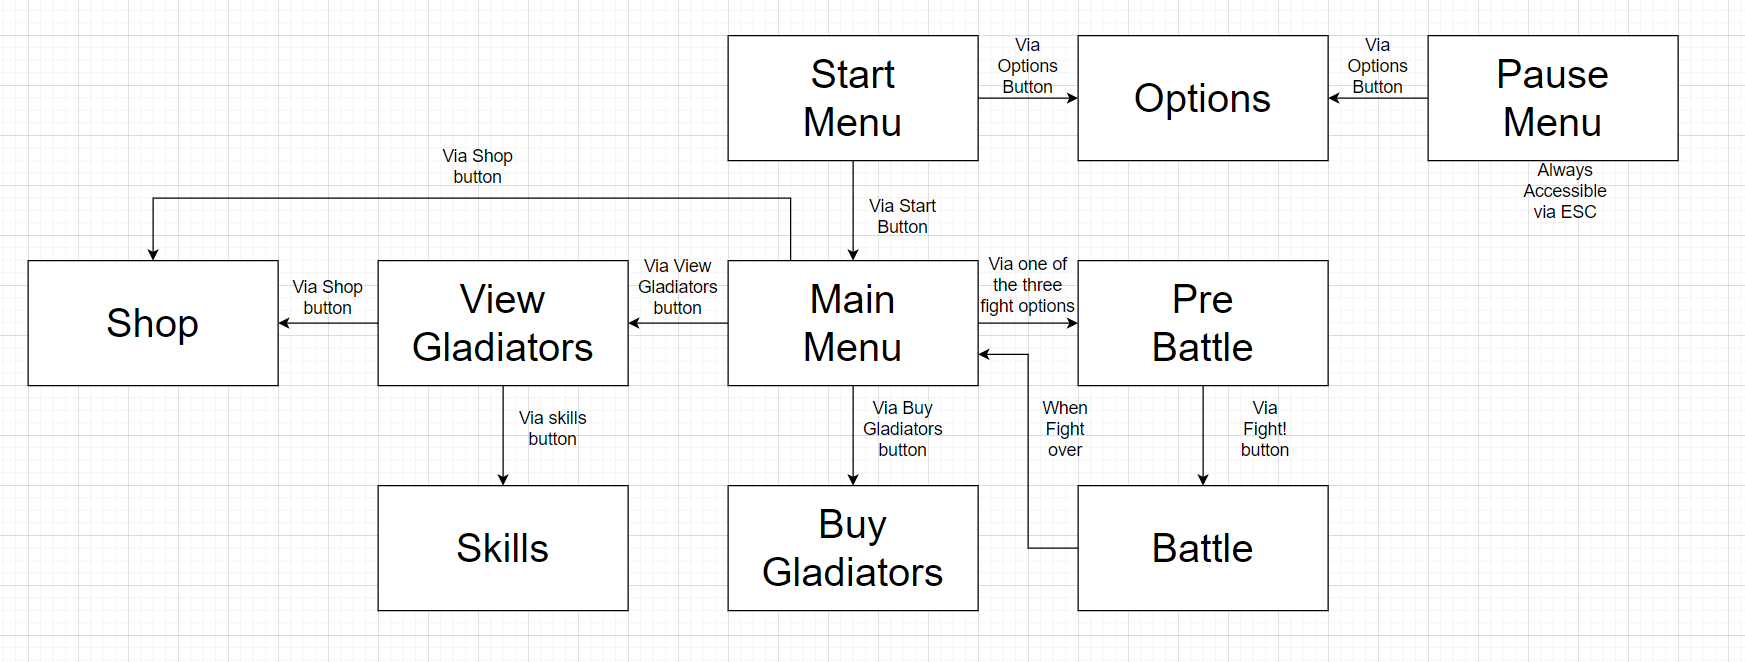 Start
Menu
Via
Options
Button
Options
Via
Options
Button
Pause
Menu
Always
Accessible
via ESC
Via Shop
button
Via Start
Button
Shop
Via Shop
button
View
Gladiators
Via View
Gladiators
button
Main
Menu
Via one of
the three
fight options
Pre
Battle
Via skills
button
Via Buy
Gladiators
button
When
Fight
over
Via
Fight!
button
Skills
Buy
Gladiators
Battle